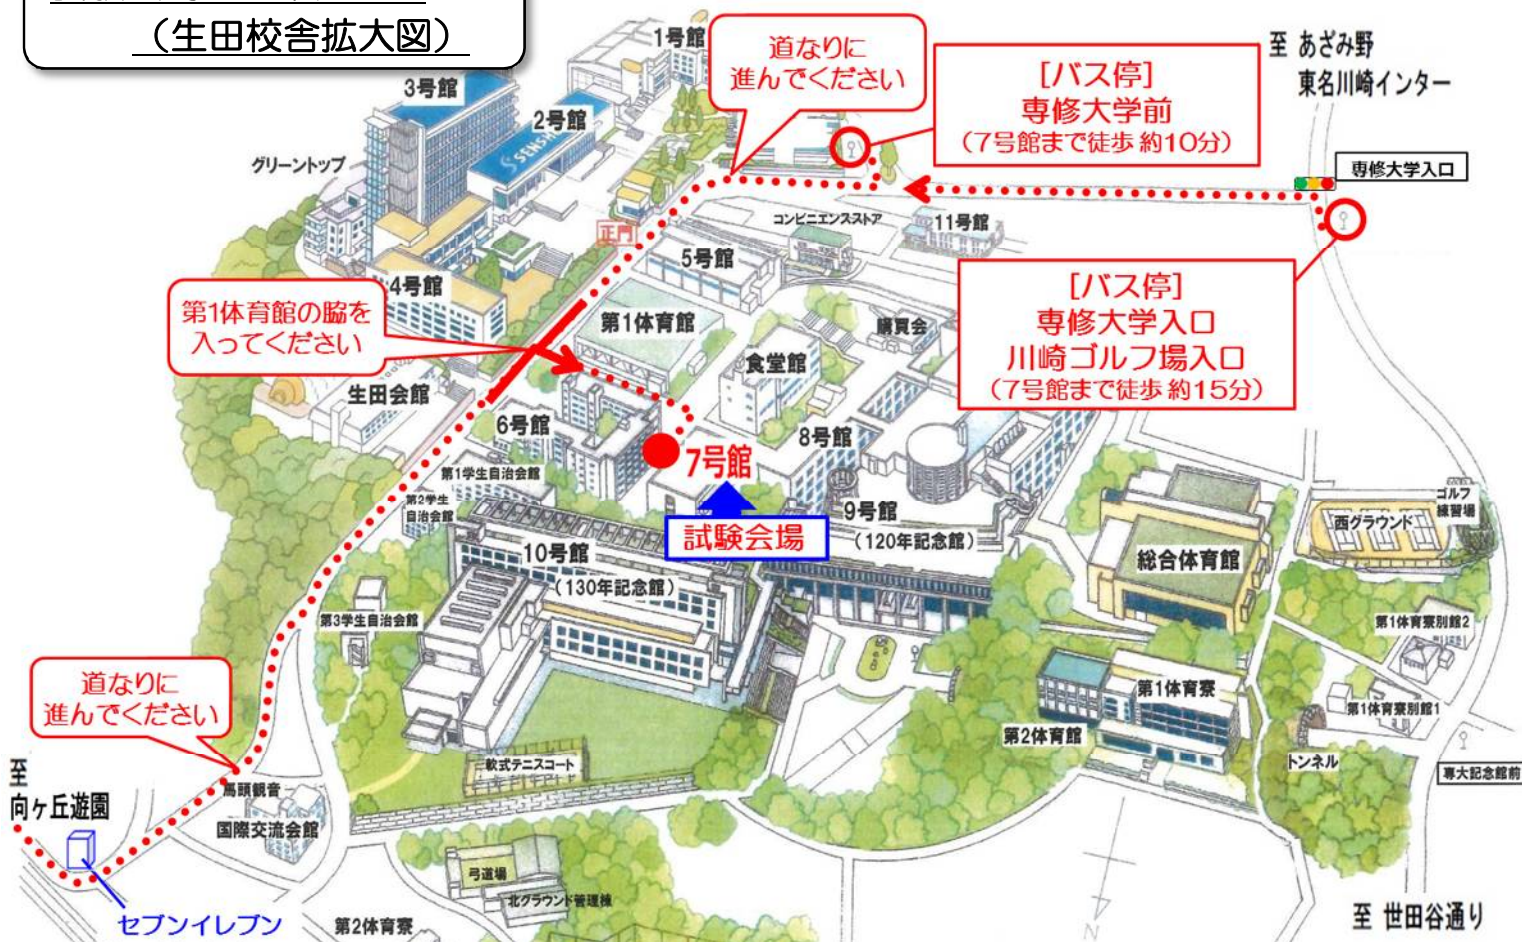 (生田校舎拡大図)
1号館
道なりに
進んでください
[バス停]
専修大学前
(7号館まで徒歩 約10分)
至 あざみ野
東名川崎インター
3号館
2号館
SENSH
グリーントップ
専修大学入口
正門
コンビニエンスストア
11号館
5号館
4号館
[バス停]
専修大学入口
川崎ゴルフ場入口
(7号館まで徒歩 約15分)
第1体育館の脇を
入ってください
第1体育館
購買会
食堂館
生田会館
6号館
8号館
7号館
第1学生自治会館
第2学生
自治会館
試験会場
9号館
(120年記念館)
10号館
(130年記念館)
総合体育館
西グラウンド
ゴルフ
練習場
第3学生自治会館
第1体育寮別館2
道なりに
進んでください
第1体育寮
第1体育寮別館1
第2体育館
軟式テニスコート
トンネル
専大記念館前
至
向ヶ丘遊園
馬頭観音
国際交流会館
弓道場
北グラウンド管理棟
セブンイレブン
第2体育寮
N
至 世田谷通り